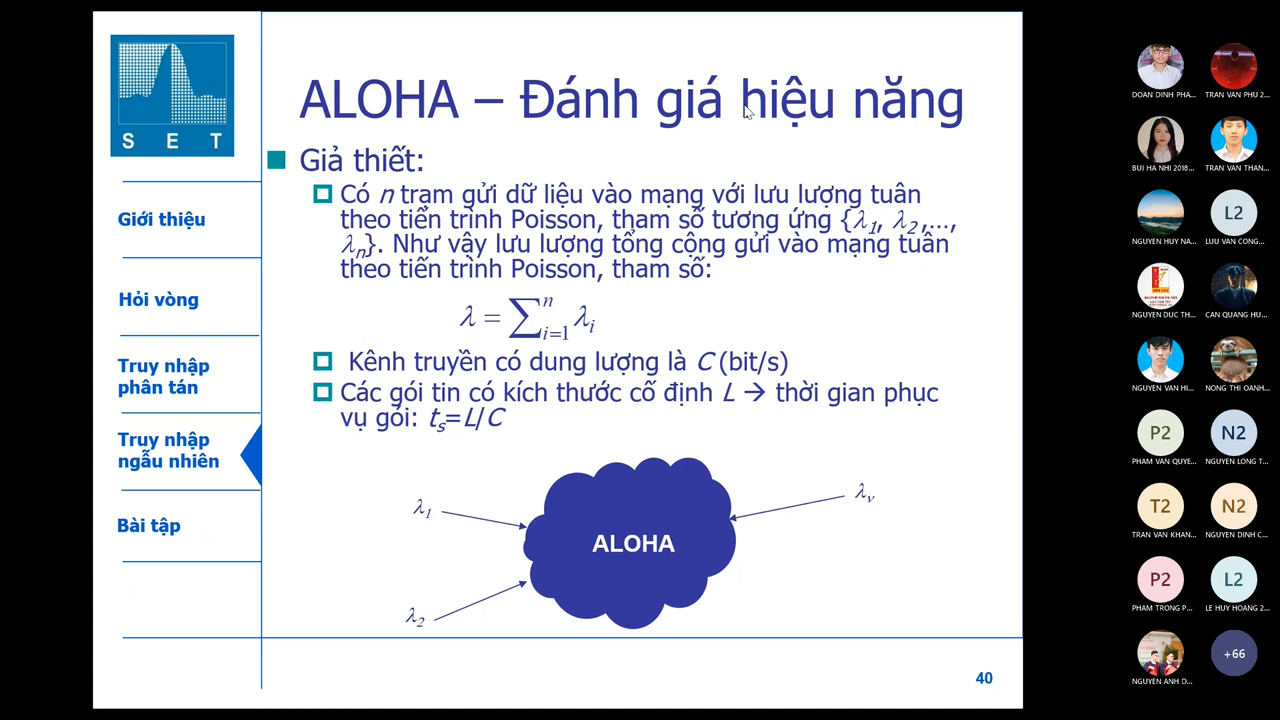 S E T
Giới thiệu
Hỏi vòng
Truy nhập
phân tán
Truy nhập
ngẫu nhiên
Bài tập
ALOHA – Đánh giá hiệu năng
Giả thiết:
Có n trạm gửi dữ liệu vào mạng với lưu lượng tuân
theo tiến trình Poisson, tham số tương ứng {λ1, λ2,…,
λn}. Như vậy lưu lượng tổng cộng gửi vào mạng tuân
theo tiến trình Poisson, tham số:
λ = ∑ⁿi=1 λi
Kênh truyền có dung lượng là C (bit/s)
Các gói tin có kích thước cố định L → thời gian phục
vụ gói: ts=L/C
λ1
λν
ALOHA
λ2
40
DOAN DINH PHA...
TRAN VAN PHU 2...
BUI HA NHI 2018...
TRAN VAN THAN...
L2
NGUYEN HUY NA...
LUU VAN CONG...
NGUYEN DUC TH...
CAN QUANG HU...
NGUYEN VAN HI...
NONG THI OANH...
P2
N2
PHAM VAN QUYE...
NGUYEN LONG T...
T2
N2
TRAN VAN KHAN...
NGUYEN DINH C...
P2
L2
PHAM TRONG P...
LE HUY HOANG 2...
+66
NGUYEN ANH D...